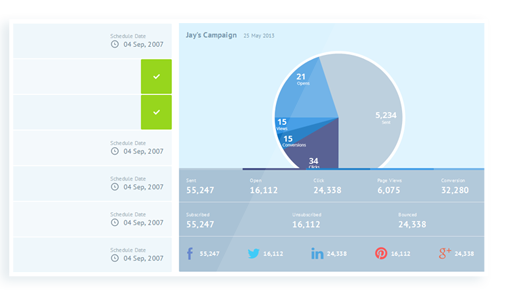 Schedule Date
04 Sep, 2007
Schedule Date
04 Sep, 2007
Schedule Date
04 Sep, 2007
Schedule Date
04 Sep, 2007
Schedule Date
04 Sep, 2007
Jay's Campaign 25 May 2013
21
Opens
5,234
Sent
15
Views
15
Conversions
34
Clicks
Sent Opens Click Page Views Conversion
55,247 16,112 24,338 6,075 32,280
Subscribed Unsubscribed Bounced
55,247 16,112 24,338
55,247 16,112 24,338 16,112 24,338